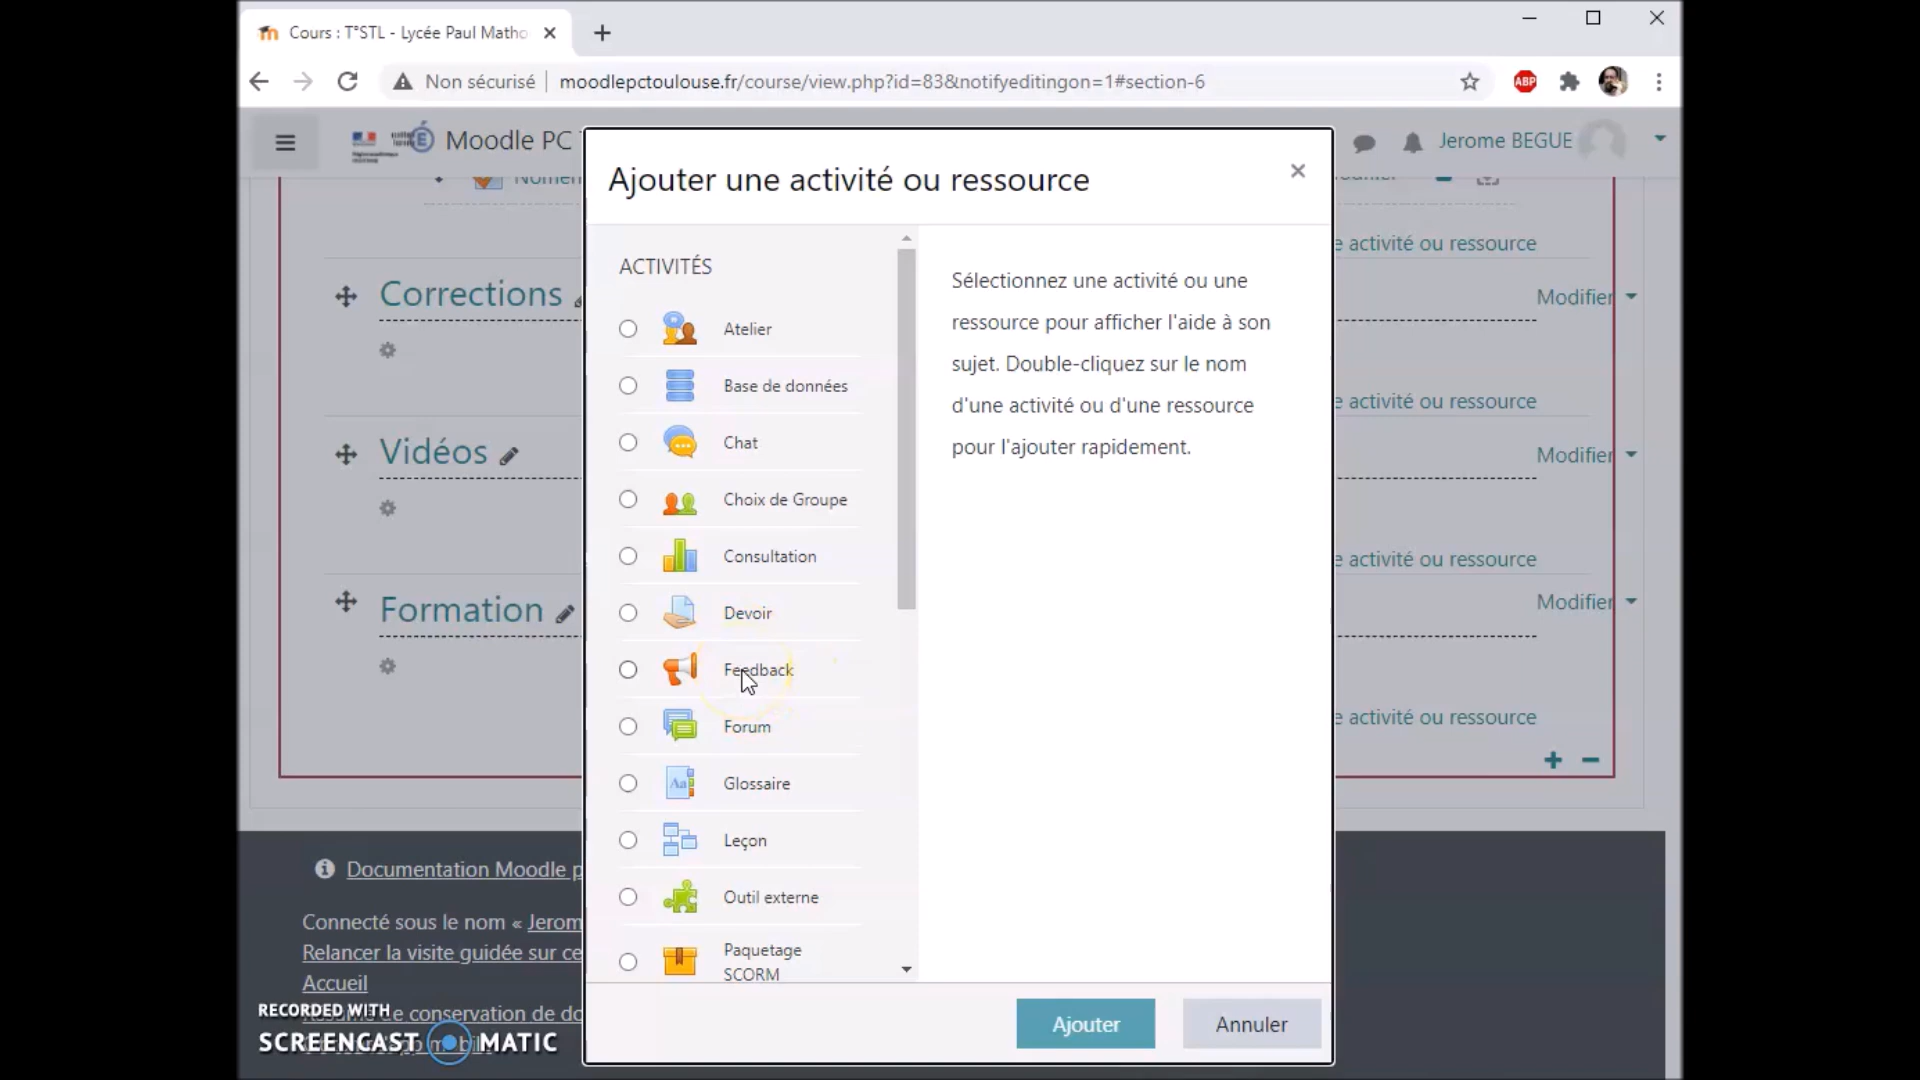 Cours : T°STL - Lycée Paul Matho
Non sécurisé
moodlepctoulouse.fr/course/view.php?id=83&notifyeditingon=1#section-6
Moodle PC
Jerome BEGUE
Ajouter une activité ou ressource
e activité ou ressource
Corrections
Modifier
e activité ou ressource
Vidéos
Modifier
e activité ou ressource
Formation
Modifier
e activité ou ressource
ACTIVITÉS
Atelier
Base de données
Chat
Choix de Groupe
Consultation
Devoir
Feedback
Forum
Glossaire
Leçon
Outil externe
Paquetage
SCORM
Sélectionnez une activité ou une
ressource pour afficher l'aide à son
sujet. Double-cliquez sur le nom
d'une activité ou d'une ressource
pour l'ajouter rapidement.
Ajouter
Annuler
Documentation Moodle p
Connecté sous le nom « Jerom
Relancer la visite guidée sur ce
Accueil
de conservation de do
RECORDED WITH
SCREENCAST MATIC
ABP